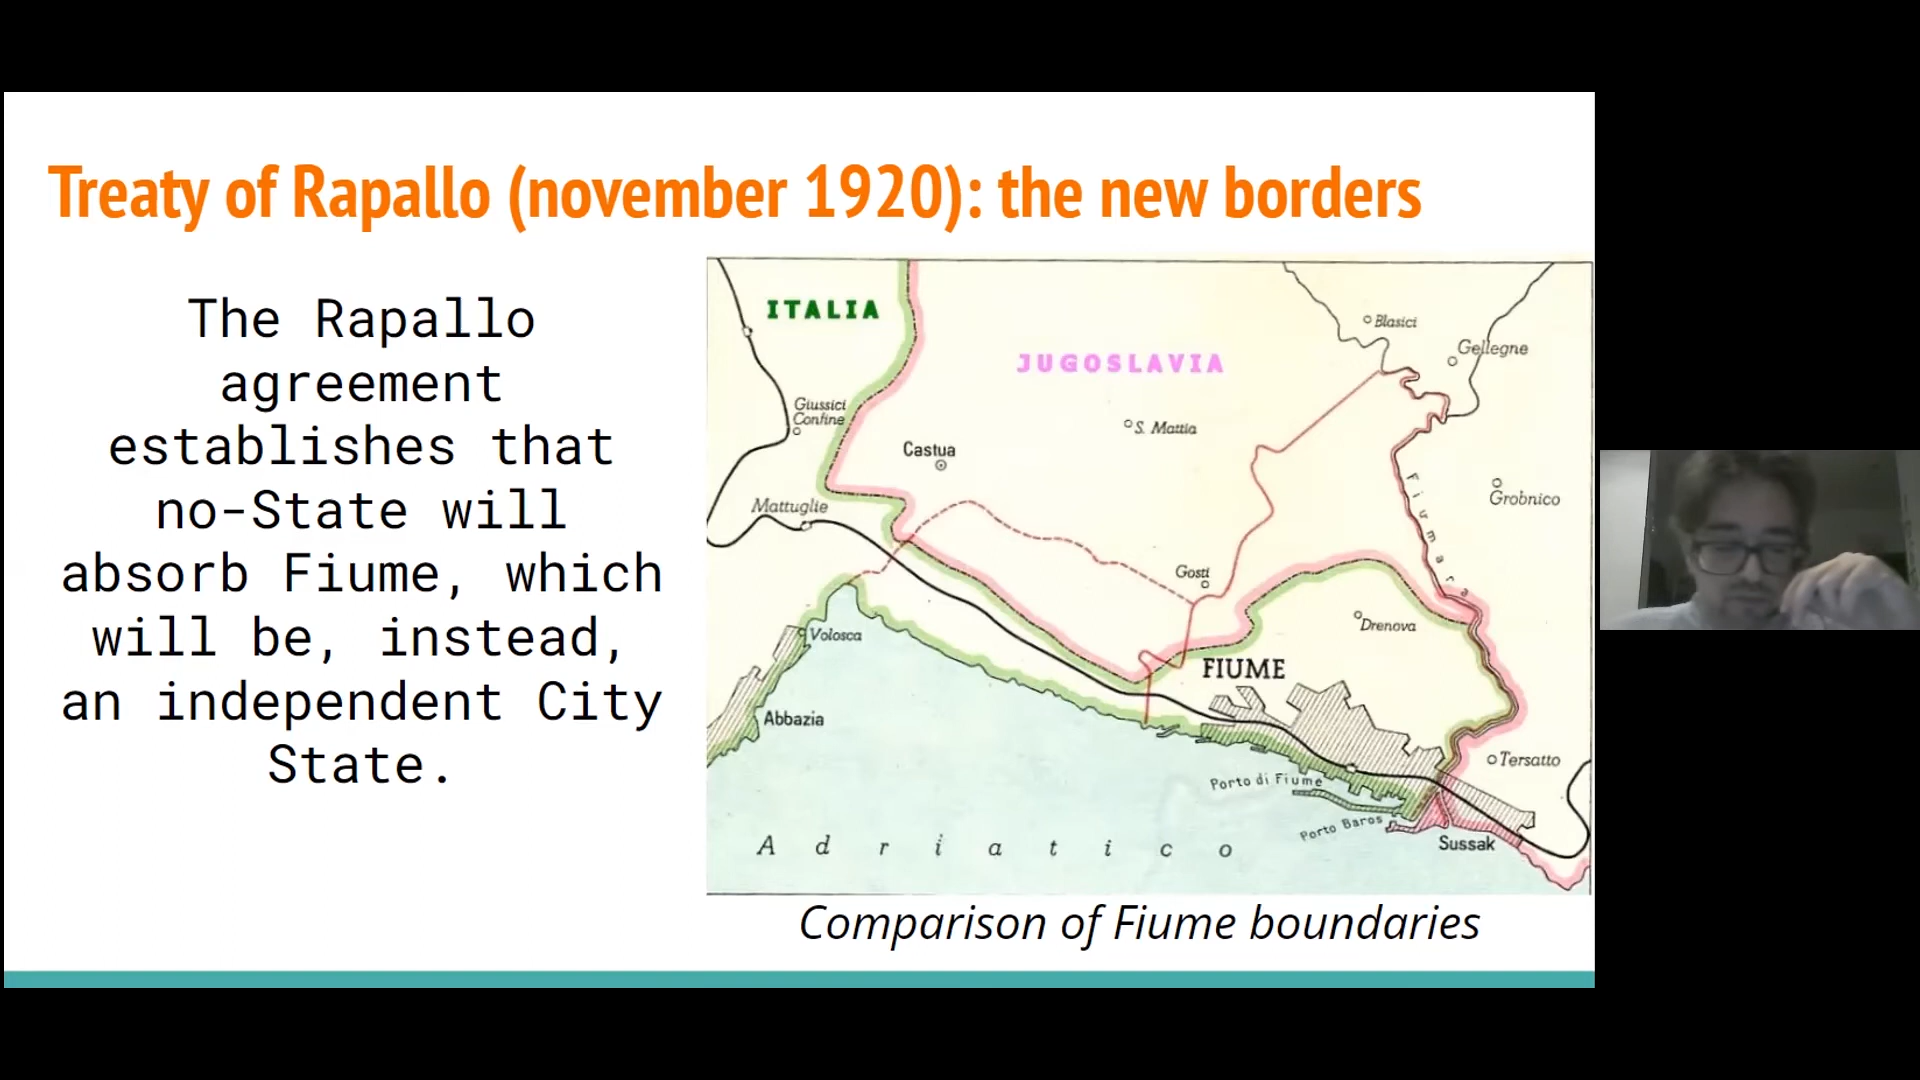 Treaty of Rapallo (november 1920): the new borders
The Rapallo
agreement
establishes that
no-State will
absorb Fiume, which
will be, instead,
an independent City
State.
ITALIA
JUGOSLAVIA
Blasici
Gellegne
Giussici
Confine
S. Mattia
Castua
Grobnico
Fiumara
Mattuglie
Gosti
Drenova
Volosca
FIUME
Abbazia
Tersatto
Porto di Fiume
Porto Baros
Sussak
Adriatico
Comparison of Fiume boundaries